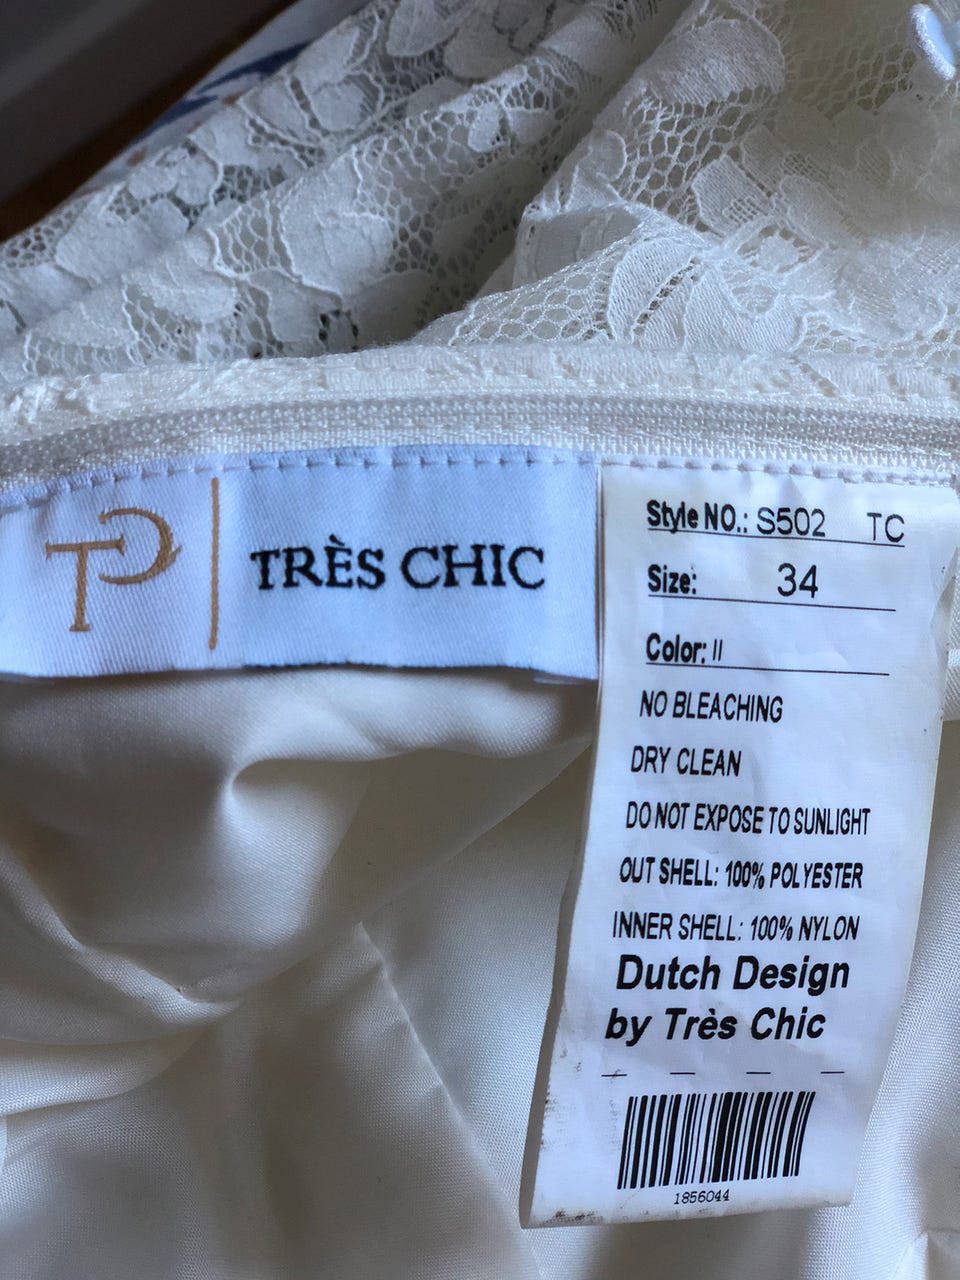 TC
TRÈS CHIC
Style NO.: S502 TC
Size: 34
Color: II
NO BLEACHING
DRY CLEAN
DO NOT EXPOSE TO SUNLIGHT
OUT SHELL: 100% POLYESTER
INNER SHELL: 100% NYLON
Dutch Design
by Très Chic
1856044